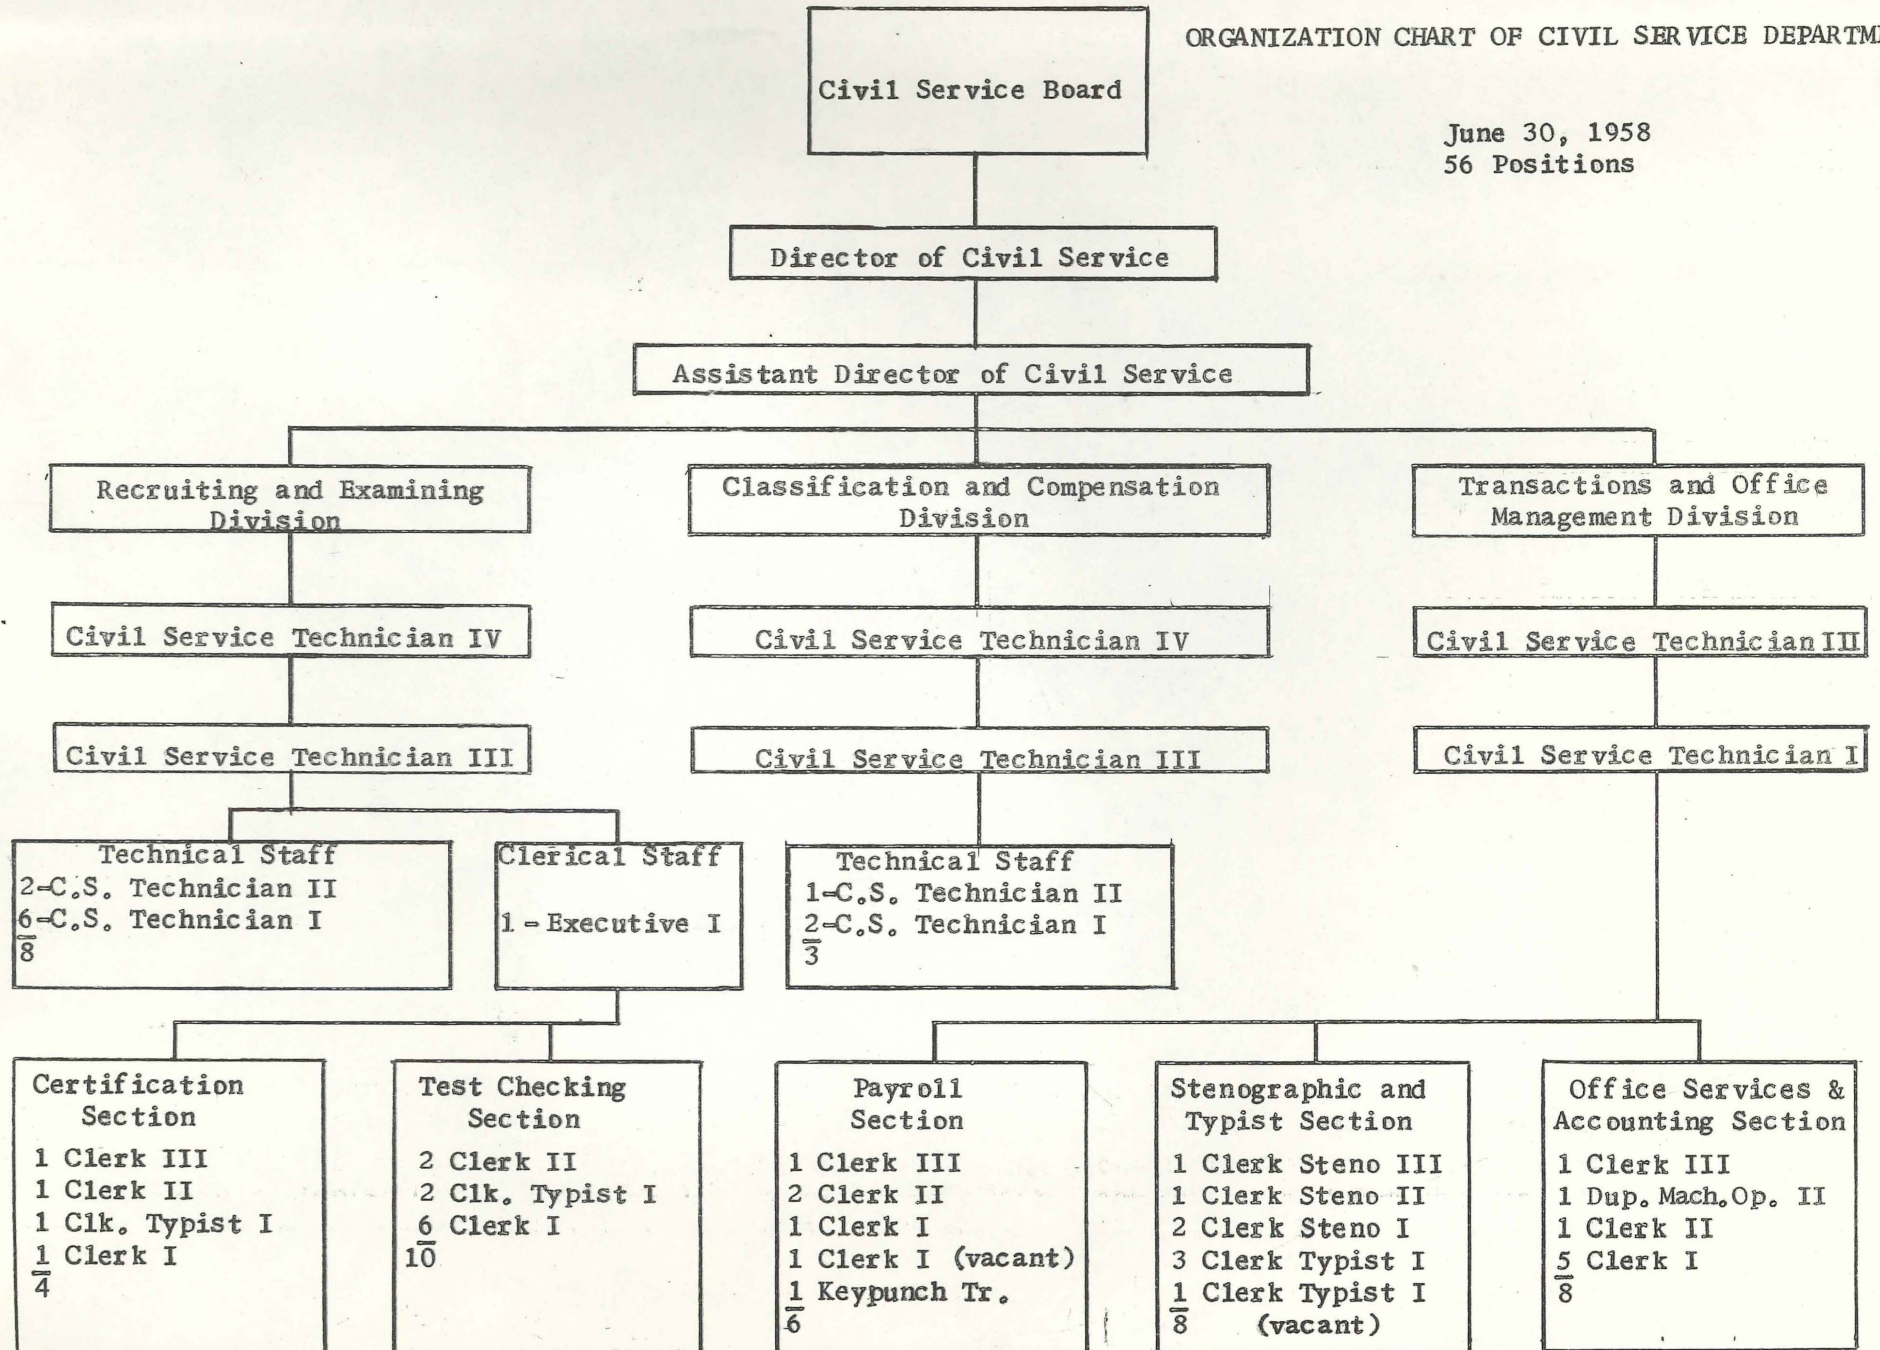 ORGANIZATION CHART OF CIVIL SERVICE
June 30, 1958
56 Positions
Civil Service Board
Director of Civil Service
Assistant Director of Civil Service
Recruiting and Examining
Division
Classification and Compensation
Division
Transactions and Office
Management Division
Civil Service Technician IV
Civil Service Technician IV
Civil Service Technician III
Civil Service Technician III
Civil Service Technician III
Civil Service Technician I
Technical Staff
2-C.S. Technician II
6-C.S. Technician I
8
Clerical Staff
1 - Executive I
Technical Staff
1-C.S. Technician II
2-C.S. Technician I
3
Certification
Section
1 Clerk III
1 Clerk II
1 Clk. Typist I
1 Clerk I
4
Test Checking
Section
2 Clerk II
2 Clk. Typist I
6 Clerk I
10
Payroll
Section
1 Clerk III
2 Clerk II
1 Clerk I
1 Clerk I (vacant)
1 Keypunch Tr.
6
Stenographic and
Typist Section
1 Clerk Steno III
1 Clerk Steno II
2 Clerk Steno I
3 Clerk Typist I
1 Clerk Typist I
8 (vacant)
Office Services &
Accounting Section
1 Clerk III
1 Dup. Mach.Op. II
1 Clerk II
5 Clerk I
8